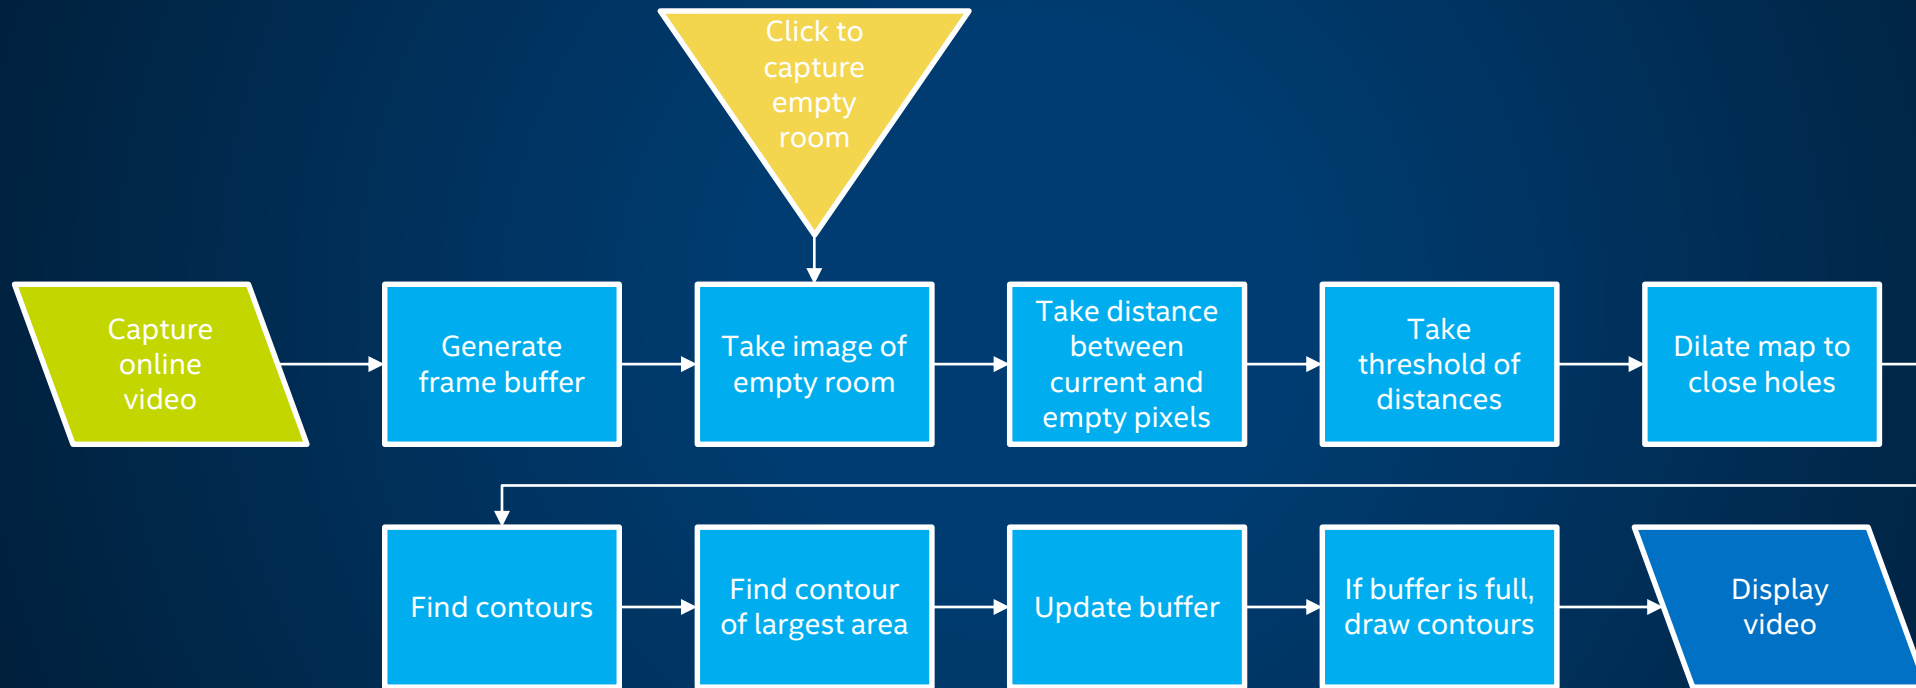 Click to
capture
empty
room
Capture
online
video
Generate
frame buffer
Take image of
empty room
Take distance
between
current and
empty pixels
Take
threshold of
distances
Dilate map to
close holes
Find contours
Find contour
of largest area
Update buffer
If buffer is full,
draw contours
Display
video